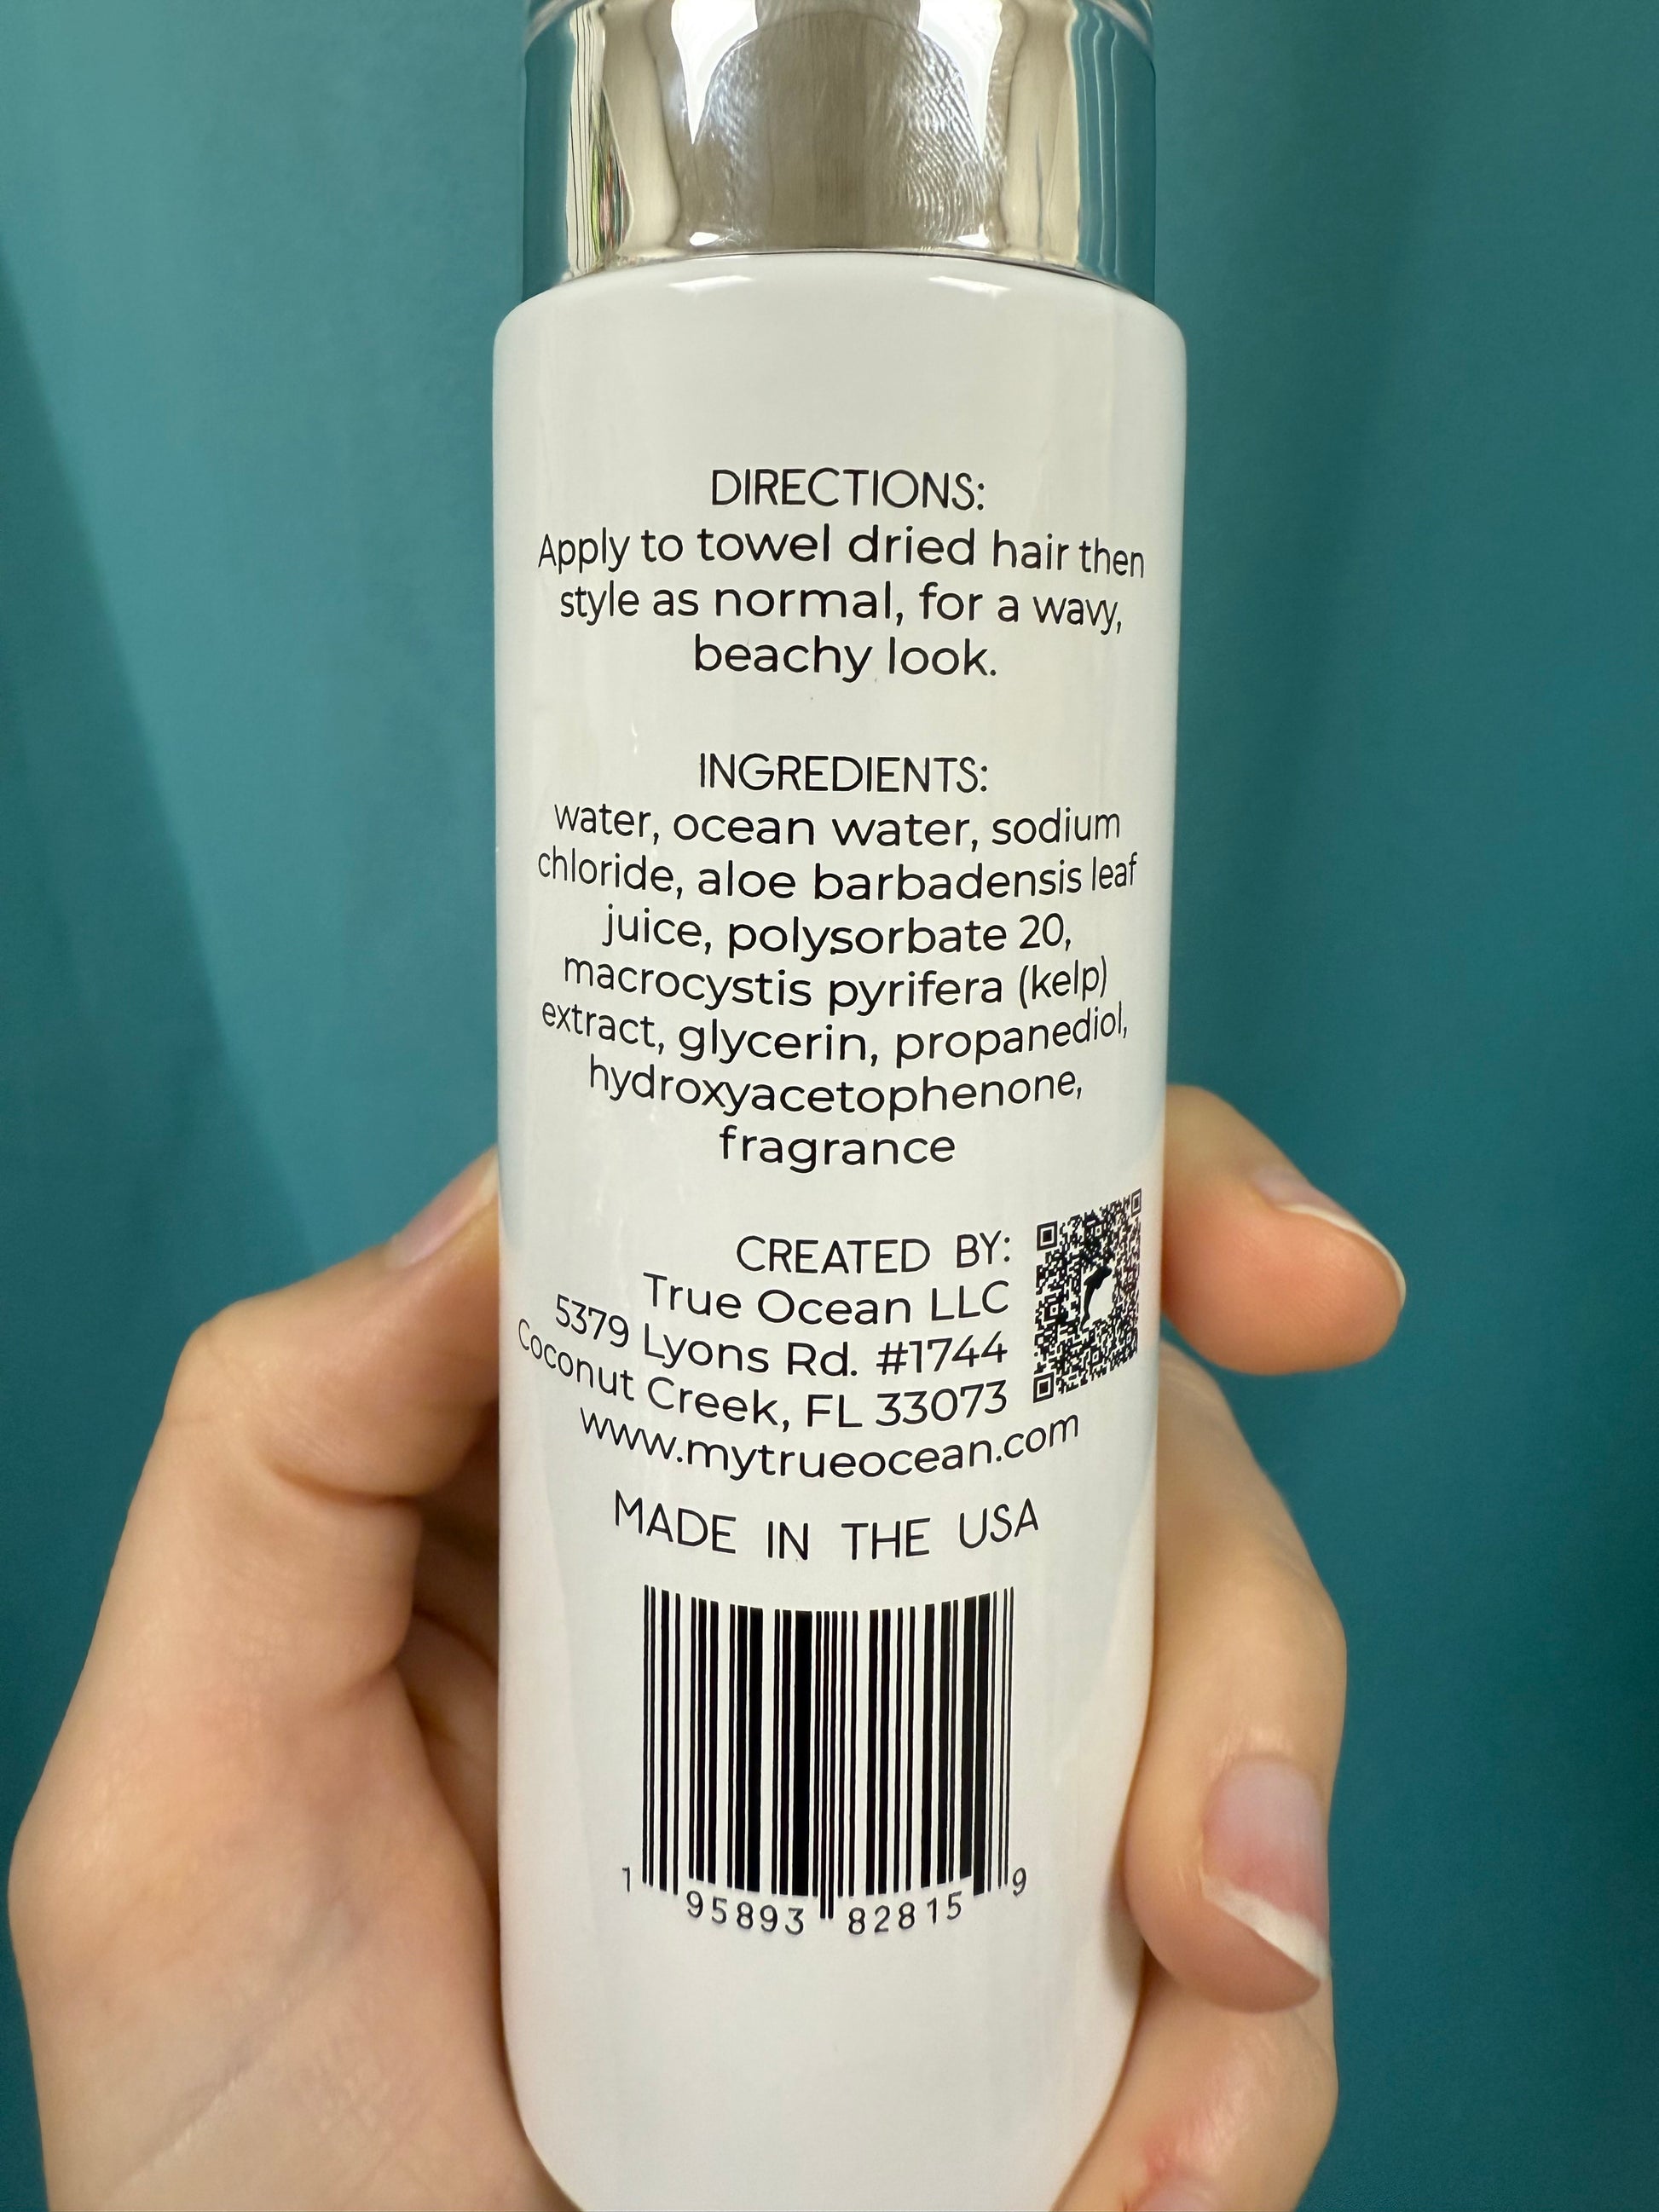 DIRECTIONS:
Apply to towel dried hair then
style as normal, for a wavy,
beachy look.
INGREDIENTS:
water, ocean water, sodium
chloride, aloe barbadensis leaf
juice, polysorbate 20,
macrocystis pyrifera (kelp)
extract, glycerin, propanediol,
hydroxyacetophenone,
fragrance
CREATED BY:
True Ocean LLC
5379 Lyons Rd. #1744
Coconut Creek, FL 33073
www.mytrueocean.com
MADE IN THE USA
1 95893 82815 9